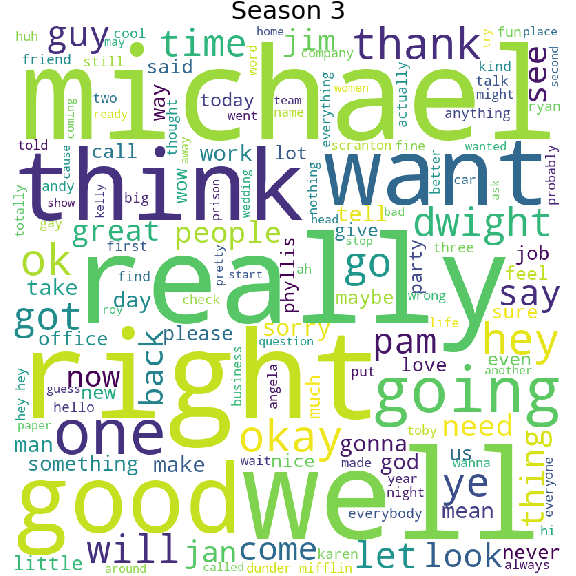 Season 3
huh
guy
cool
may
time
jim
home
company
thank
try
fun
place
friend
still
said
word
see
second
michael
two
way
today
went
team
name
women
everything
actually
kind
talk
might
anything
ryan
coming
ready
thought
told
cause
call
wow
work
lot
scranton
fine
wanted
probably
think
want
totally
andy
show
kelly
big
prison
wedding
nothing
better
car
ask
away
gay
great
people
head
tell
bad
give
dwight
ok
first
pretty
stop
party
three
job
really
go
find
start
ah
phyllis
feel
take
day
roy
check
maybe
wrong
say
got
office
back
please
sorry
question
life
pam
sure
hey
right
now
new
business
angela
much
put
love
even
another
hey hey
guess
hello
paper
going
one
okay
toby
need
thing
man
gonna
us
wanna
everyone
something
make
wait
nice
made
god
year
night
ye
mean
good
well
everybody
hi
will
jan
come
karen
let
look
never
always
little
around
called
dunder mifflin